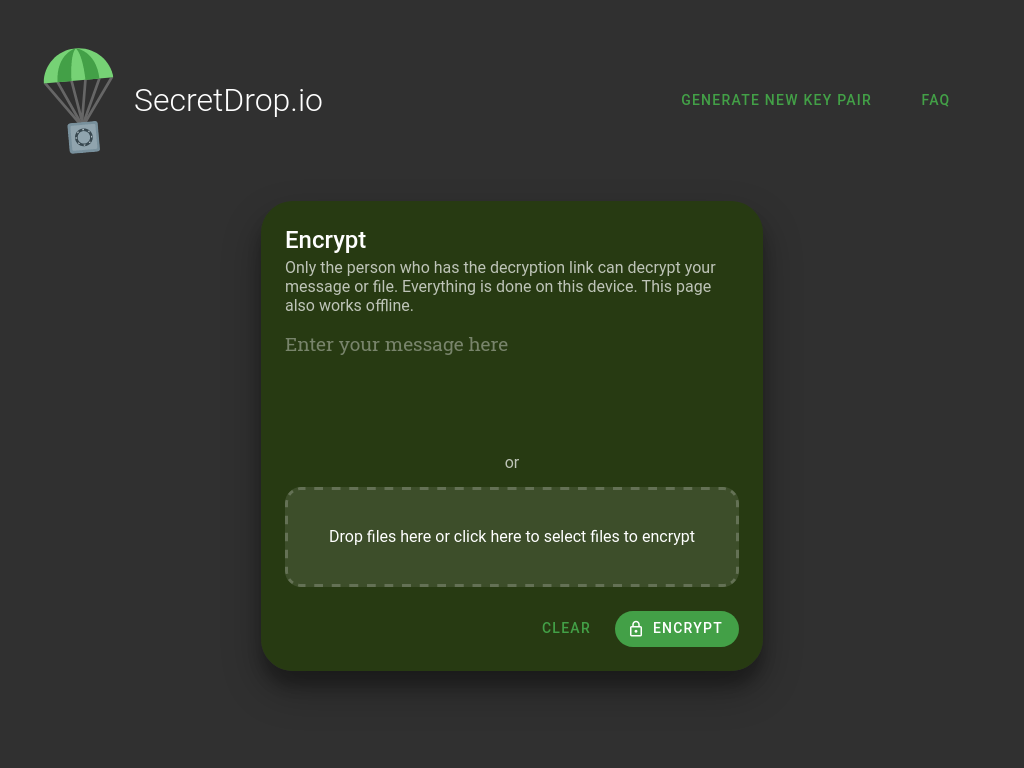 SecretDrop.io
GENERATE NEW KEY PAIR
FAQ
Encrypt
Only the person who has the decryption link can decrypt your
message or file. Everything is done on this device. This page
also works offline.
Enter your message here
or
Drop files here or click here to select files to encrypt
CLEAR
ENCRYPT